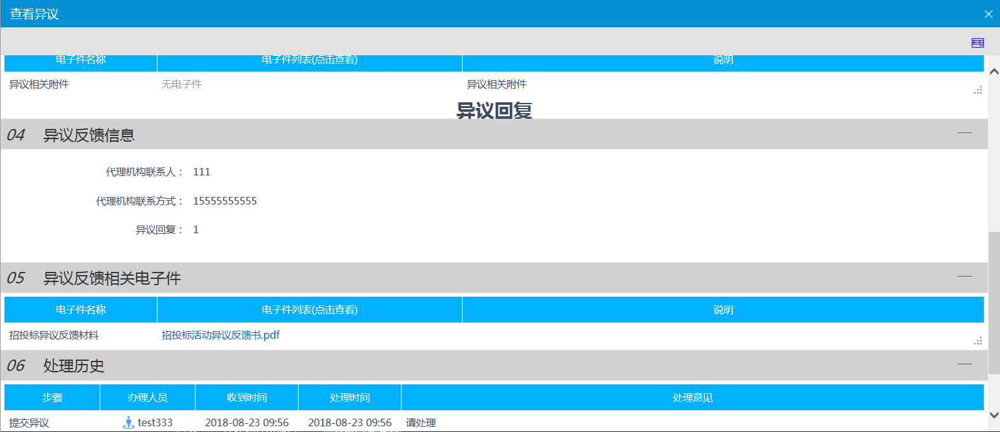 查看异议
电子件名称 电子件列表(点击查看) 说明
异议相关附件 无电子件 异议相关附件
异议回复
04 异议反馈信息
代理机构联系人： 111
代理机构联系方式： 15555555555
异议回复： 1
05 异议反馈相关电子件
电子件名称 电子件列表(点击查看) 说明
招投标异议反馈材料 招投标活动异议反馈书.pdf
06 处理历史
步骤 办理人员 收到时间 处理时间 处理意见
提交异议 test333 2018-08-23 09:56 2018-08-23 09:56 请处理